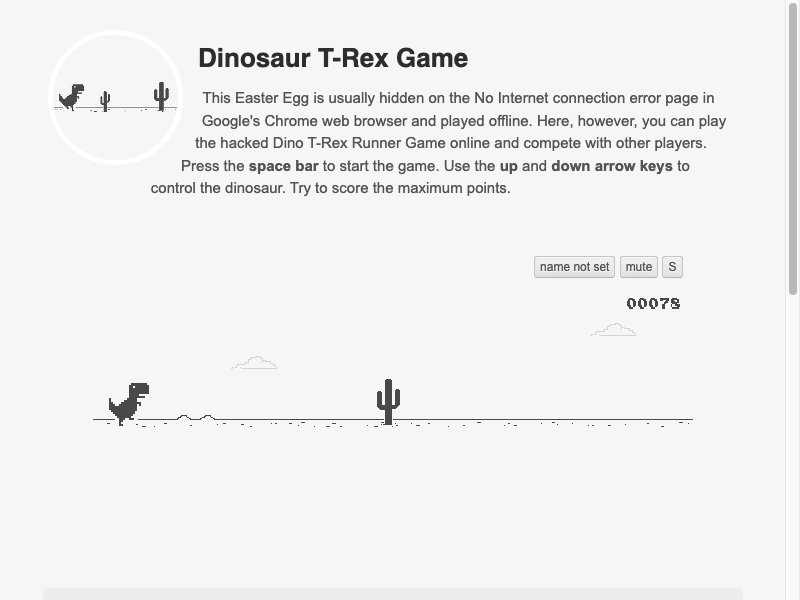 Dinosaur T-Rex Game
This Easter Egg is usually hidden on the No Internet connection error page in
Google's Chrome web browser and played offline. Here, however, you can play
the hacked Dino T-Rex Runner Game online and compete with other players.
Press the space bar to start the game. Use the up and down arrow keys to
control the dinosaur. Try to score the maximum points.
name not set mute S
00078